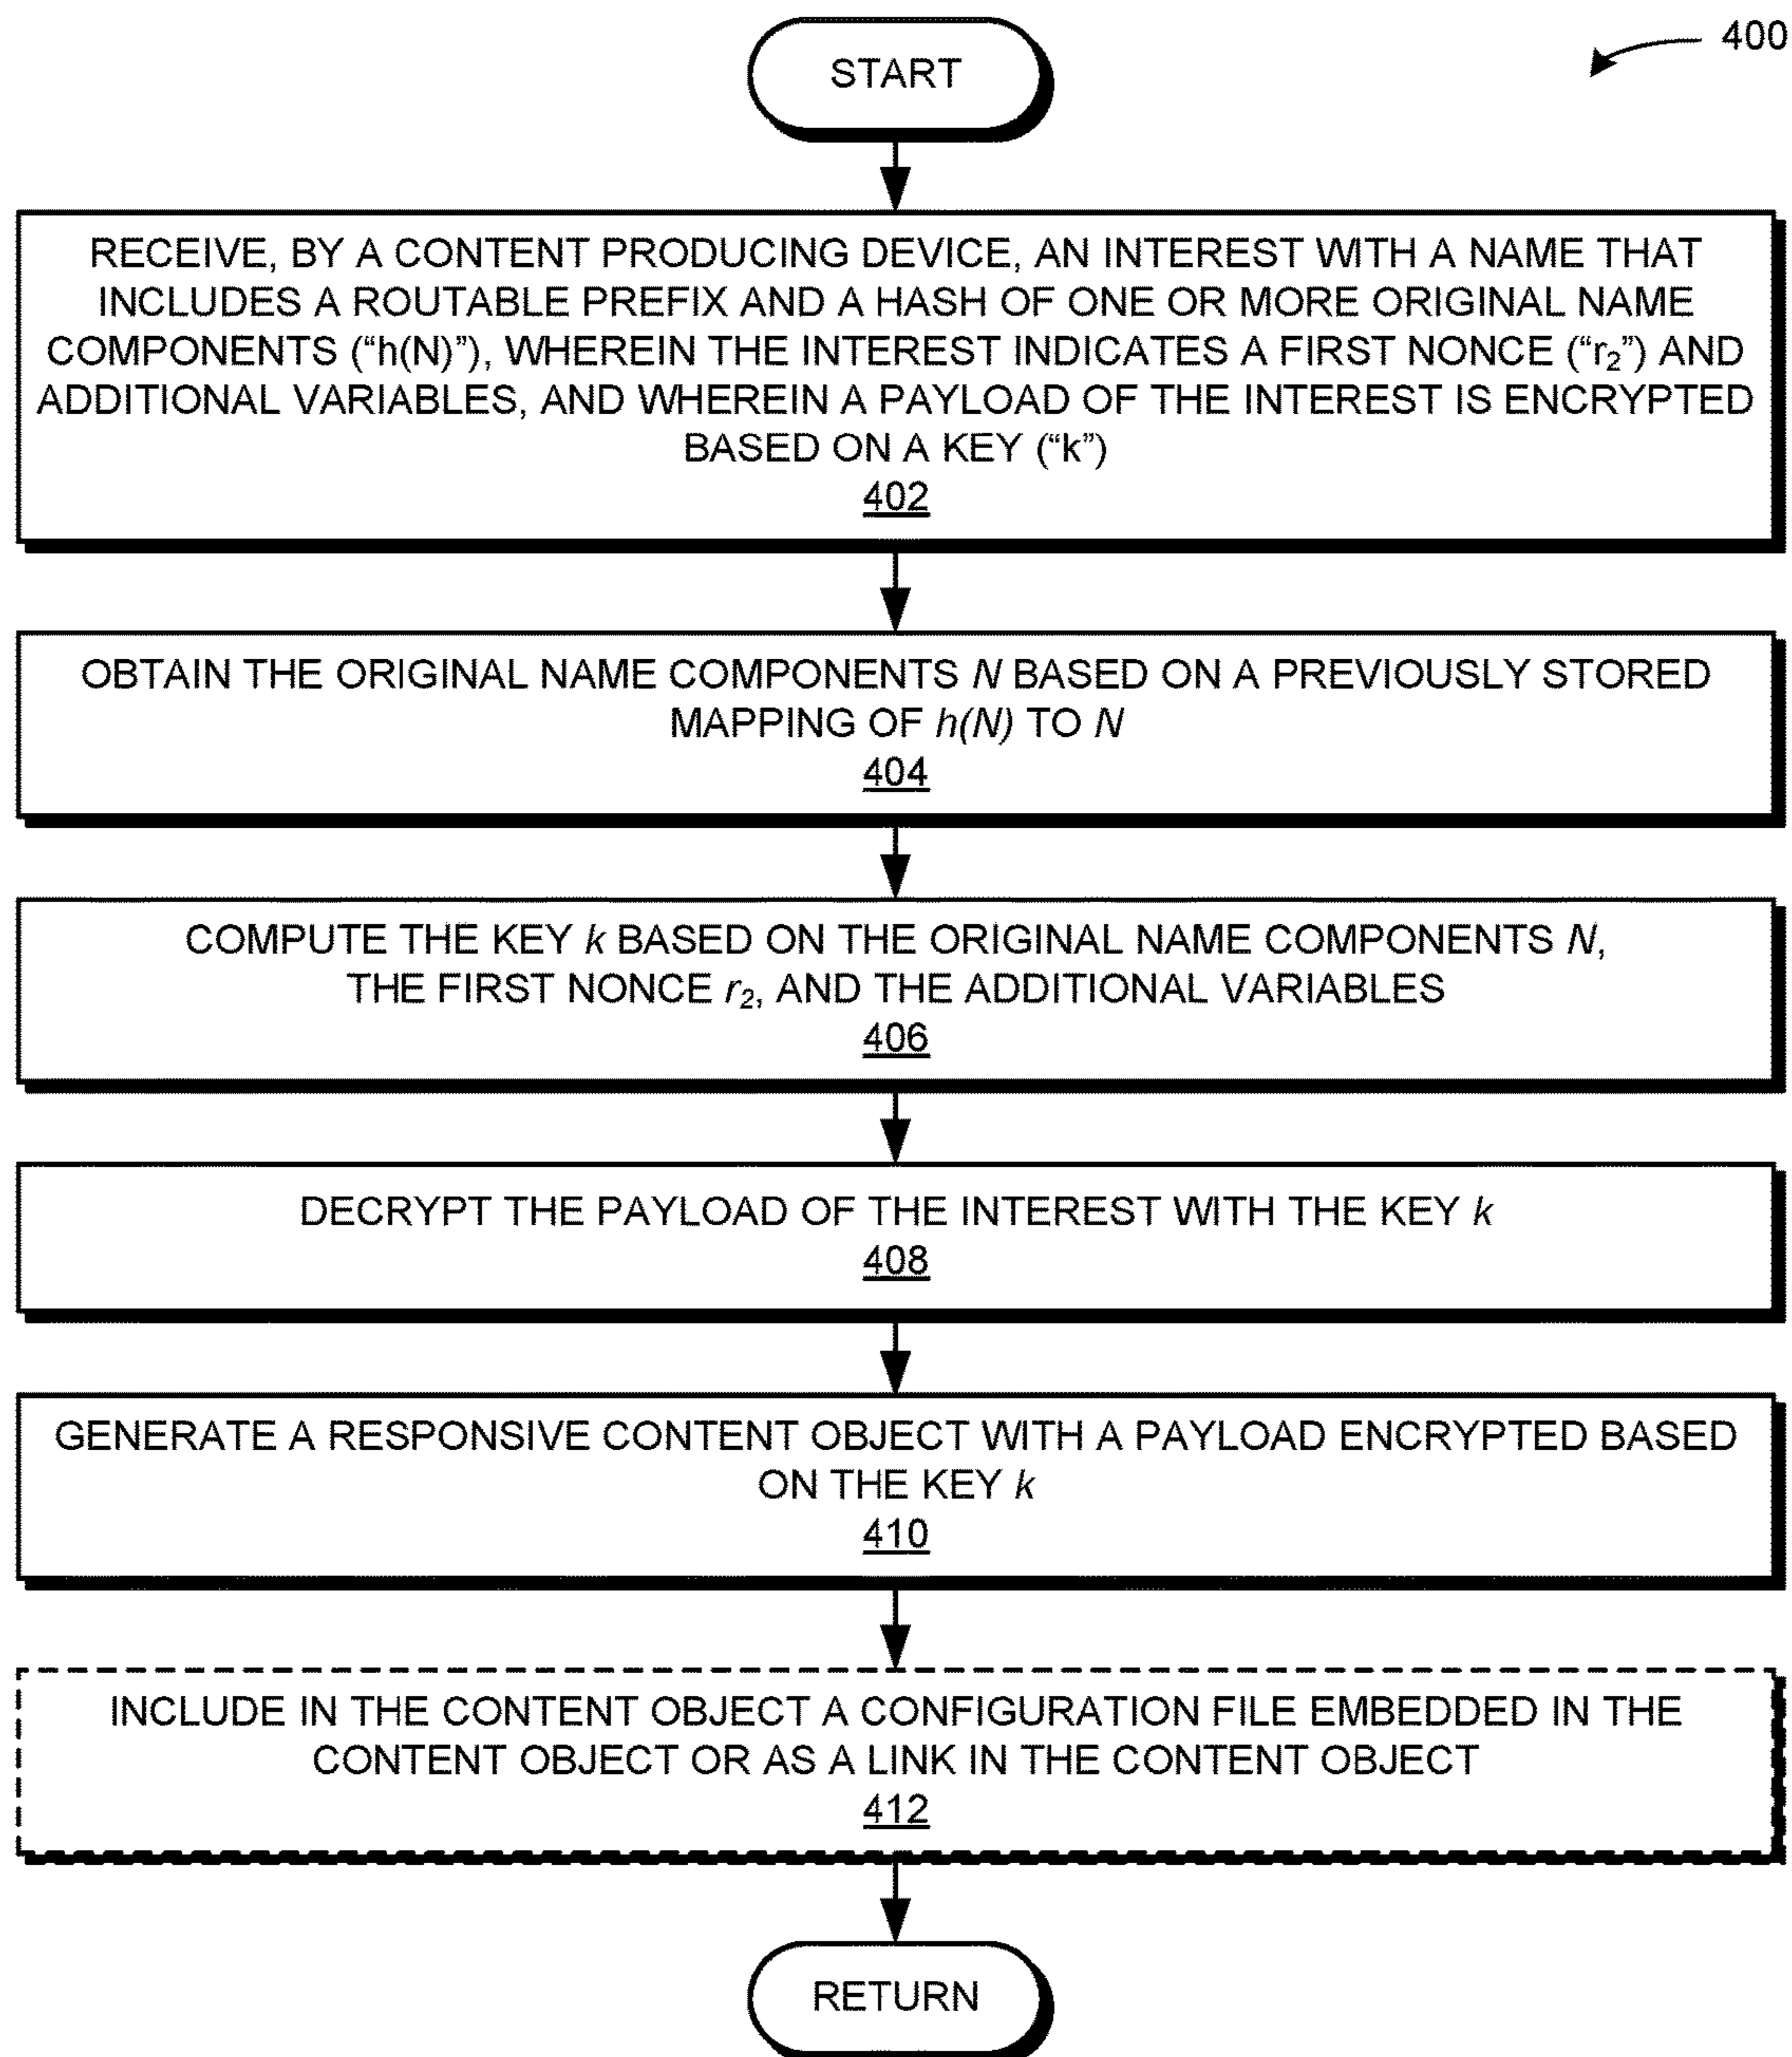 400
START
RECEIVE, BY A CONTENT PRODUCING DEVICE, AN INTEREST WITH A NAME THAT
INCLUDES A ROUTABLE PREFIX AND A HASH OF ONE OR MORE ORIGINAL NAME
COMPONENTS (“h(N)”), WHEREIN THE INTEREST INDICATES A FIRST NONCE (“r₂”) AND
ADDITIONAL VARIABLES, AND WHEREIN A PAYLOAD OF THE INTEREST IS ENCRYPTED
BASED ON A KEY (“k”)
402
OBTAIN THE ORIGINAL NAME COMPONENTS N BASED ON A PREVIOUSLY STORED
MAPPING OF h(N) TO N
404
COMPUTE THE KEY k BASED ON THE ORIGINAL NAME COMPONENTS N,
THE FIRST NONCE r₂, AND THE ADDITIONAL VARIABLES
406
DECRYPT THE PAYLOAD OF THE INTEREST WITH THE KEY k
408
GENERATE A RESPONSIVE CONTENT OBJECT WITH A PAYLOAD ENCRYPTED BASED
ON THE KEY k
410
INCLUDE IN THE CONTENT OBJECT A CONFIGURATION FILE EMBEDDED IN THE
CONTENT OBJECT OR AS A LINK IN THE CONTENT OBJECT
412
RETURN